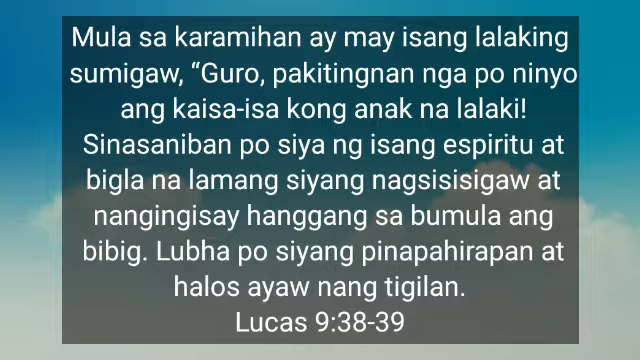 Mula sa karamihan ay may isang lalaking
sumigaw, “Guro, pakitingnan nga po ninyo
ang kaisa-isa kong anak na lalaki!
Sinasaniban po siya ng isang espiritu at
bigla na lamang siyang nagsisisigaw at
nangingisay hanggang sa bumula ang
bibig. Lubha po siyang pinapahirapan at
halos ayaw nang tigilan.
Lucas 9:38-39